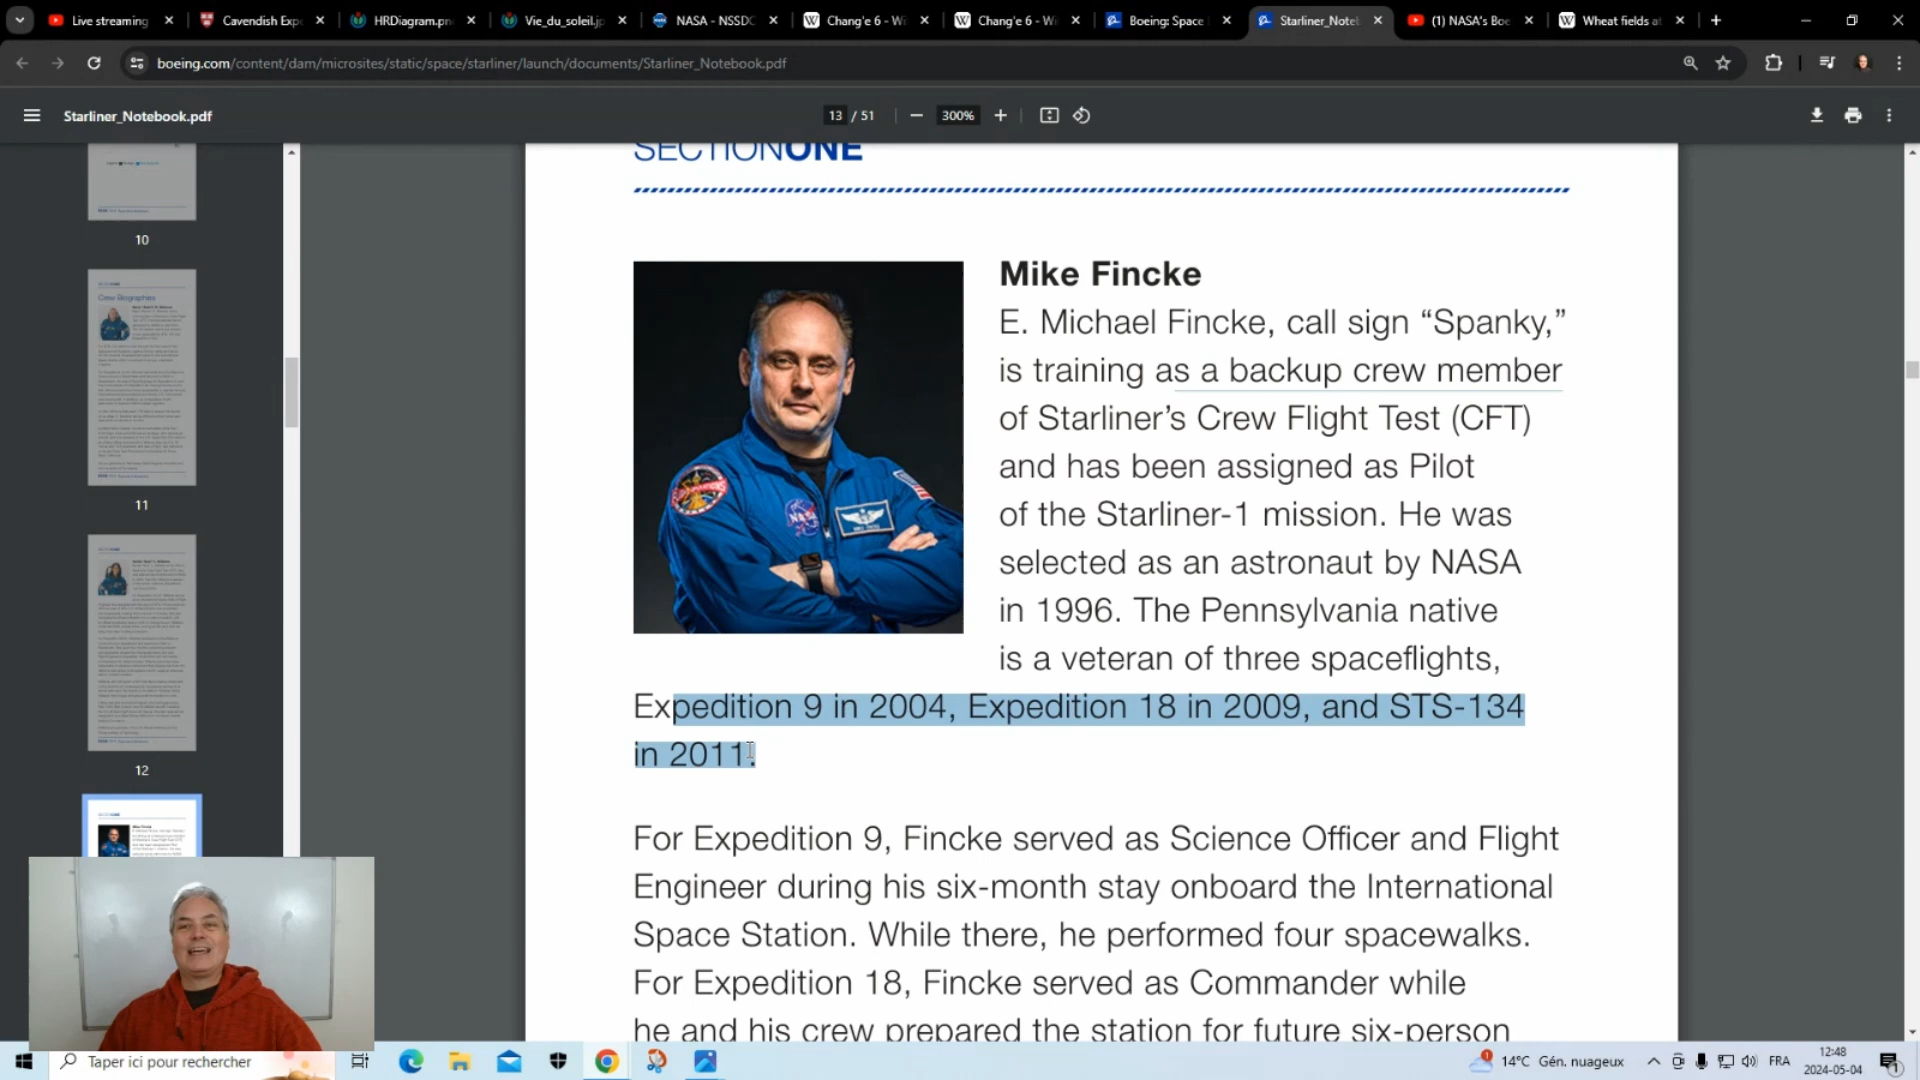 Live streaming
Cavendish Exp
HRDiagram.pn
Vie_du_soleil.j
NASA - NSSDC
Chang'e 6 - Wi
Chang'e 6 - Wi
Boeing: Space
Starliner_Noteb
(1) NASA's Boe
Wheat fields at
boeing.com/content/dam/microsites/static/space/starliner/launch/documents/Starliner_Notebook.pdf
Starliner_Notebook.pdf
13 / 51
300%
10
Crew Biographies
11
12
SECTIONONE
Mike Fincke
E. Michael Fincke, call sign “Spanky,”
is training as a backup crew member
of Starliner’s Crew Flight Test (CFT)
and has been assigned as Pilot
of the Starliner-1 mission. He was
selected as an astronaut by NASA
in 1996. The Pennsylvania native
is a veteran of three spaceflights,
Expedition 9 in 2004, Expedition 18 in 2009, and STS-134
in 2011.
For Expedition 9, Fincke served as Science Officer and Flight
Engineer during his six-month stay onboard the International
Space Station. While there, he performed four spacewalks.
For Expedition 18, Fincke served as Commander while
he and his crew prepared the station for future six-person
NASA
Taper ici pour rechercher
1
14°C Gén. nuageux
FRA
12:48
2024-05-04
1